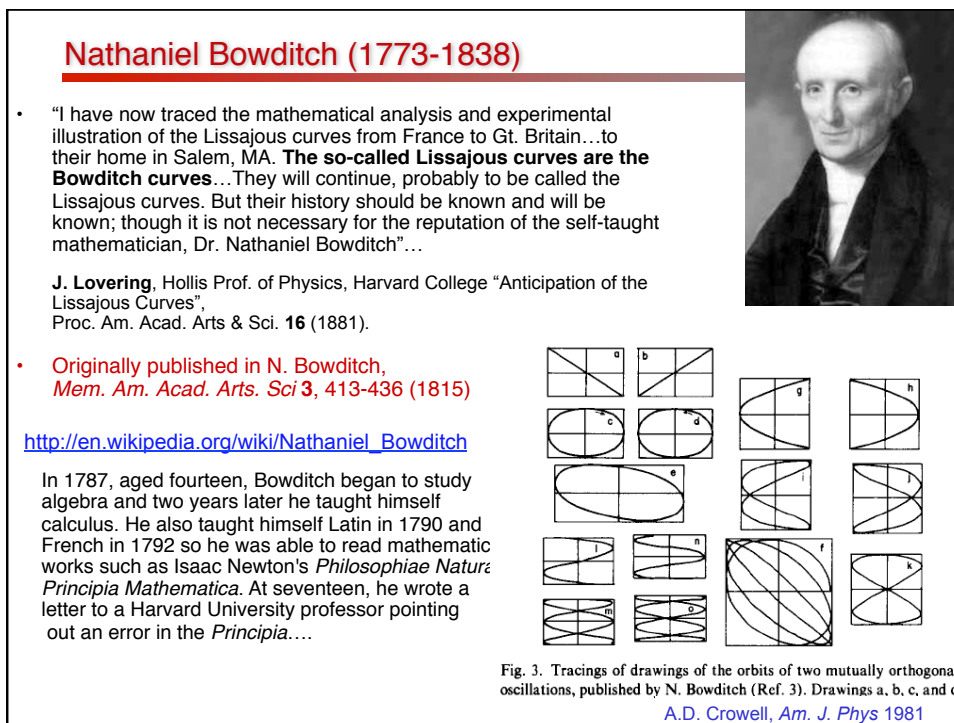 Nathaniel Bowditch (1773-1838)
• “I have now traced the mathematical analysis and experimental
illustration of the Lissajous curves from France to Gt. Britain…to
their home in Salem, MA. The so-called Lissajous curves are the
Bowditch curves…They will continue, probably to be called the
Lissajous curves. But their history should be known and will be
known; though it is not necessary for the reputation of the self-taught
mathematician, Dr. Nathaniel Bowditch”…
J. Lovering, Hollis Prof. of Physics, Harvard College “Anticipation of the
Lissajous Curves”,
Proc. Am. Acad. Arts & Sci. 16 (1881).
• Originally published in N. Bowditch,
Mem. Am. Acad. Arts. Sci 3, 413-436 (1815)
http://en.wikipedia.org/wiki/Nathaniel_Bowditch
In 1787, aged fourteen, Bowditch began to study
algebra and two years later he taught himself
calculus. He also taught himself Latin in 1790 and
French in 1792 so he was able to read mathematic
works such as Isaac Newton's Philosophiae Natura
Principia Mathematica. At seventeen, he wrote a
letter to a Harvard University professor pointing
out an error in the Principia….
a b
g h
c d
e
i j
l n f
k
m o
Fig. 3. Tracings of drawings of the orbits of two mutually orthogona
oscillations, published by N. Bowditch (Ref. 3). Drawings a, b, c, and
A.D. Crowell, Am. J. Phys 1981